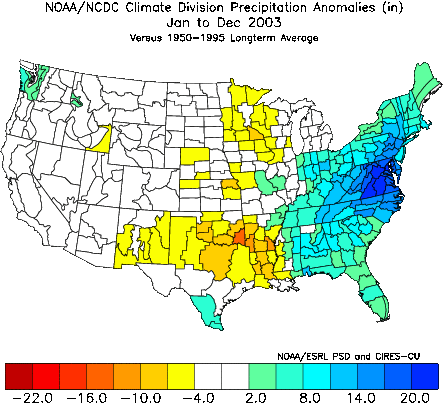 NOAA/NCDC Climate Division Precipitation Anomalies (in)
Jan to Dec 2003
Versus 1950-1995 Longterm Average
NOAA/ESRL PSD and CIRES-CU
-22.0 -16.0 -10.0 -4.0 2.0 8.0 14.0 20.0